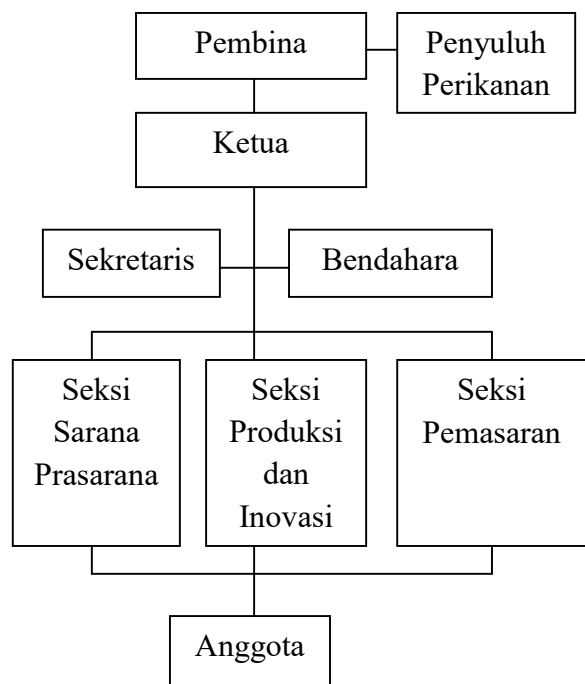 Pembina
Penyuluh
Perikanan
Ketua
Sekretaris
Bendahara
Seksi
Sarana
Prasarana
Seksi
Produksi
dan
Inovasi
Seksi
Pemasaran
Anggota